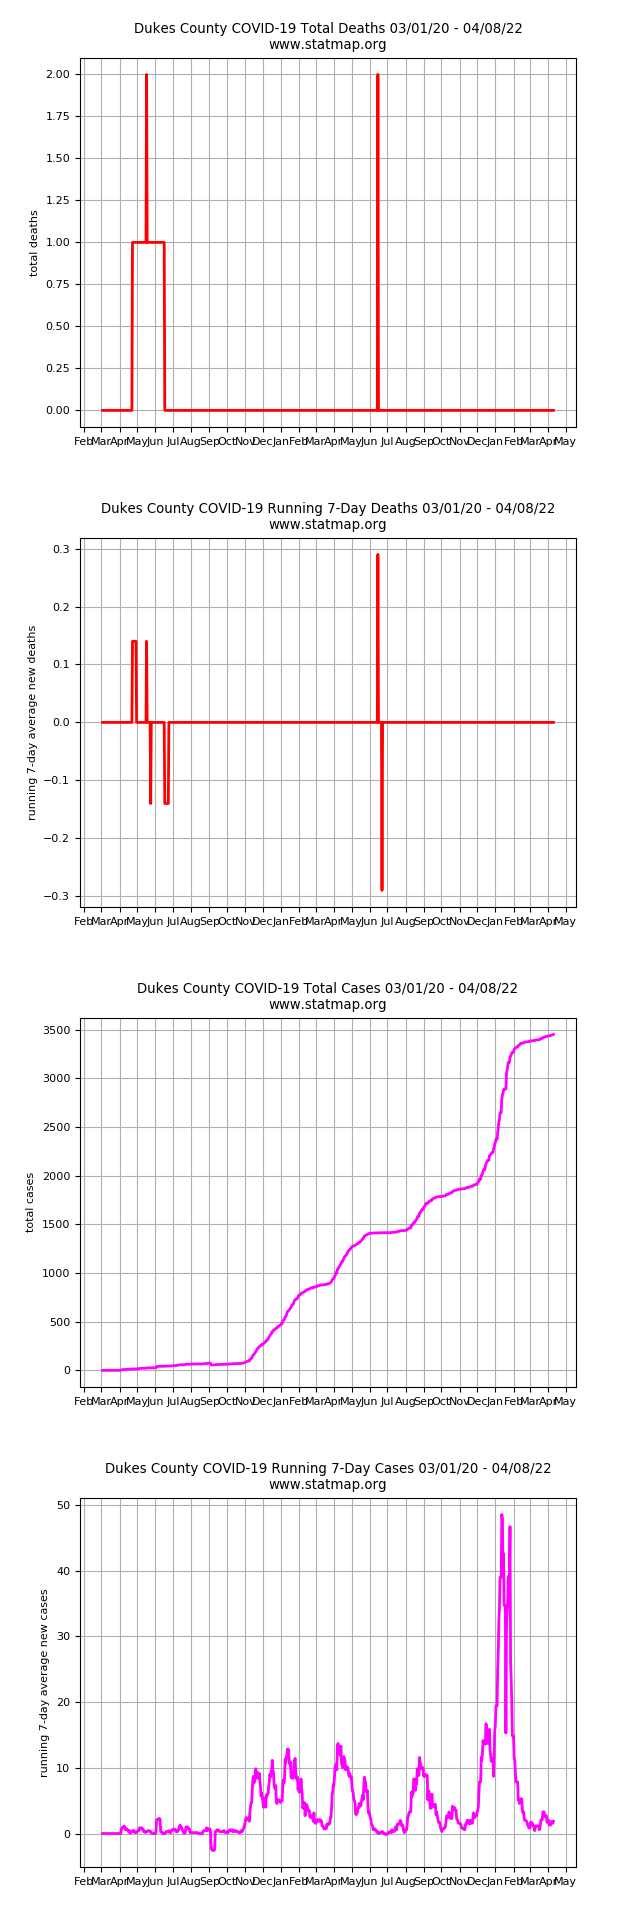 Dukes County COVID-19 Total Deaths 03/01/20 - 04/08/22
www.statmap.org
2.00
1.75
1.50
1.25
1.00
0.75
0.50
0.25
0.00
total deaths
Feb Mar Apr May Jun Jul Aug Sep Oct Nov Dec Jan Feb Mar Apr May Jun Jul Aug Sep Oct Nov Dec Jan Feb Mar Apr May
Dukes County COVID-19 Running 7-Day Deaths 03/01/20 - 04/08/22
www.statmap.org
0.3
0.2
0.1
0.0
−0.1
−0.2
−0.3
running 7-day average new deaths
Feb Mar Apr May Jun Jul Aug Sep Oct Nov Dec Jan Feb Mar Apr May Jun Jul Aug Sep Oct Nov Dec Jan Feb Mar Apr May
Dukes County COVID-19 Total Cases 03/01/20 - 04/08/22
www.statmap.org
3500
3000
2500
2000
1500
1000
500
0
total cases
Feb Mar Apr May Jun Jul Aug Sep Oct Nov Dec Jan Feb Mar Apr May Jun Jul Aug Sep Oct Nov Dec Jan Feb Mar Apr May
Dukes County COVID-19 Running 7-Day Cases 03/01/20 - 04/08/22
www.statmap.org
50
40
30
20
10
0
running 7-day average new cases
Feb Mar Apr May Jun Jul Aug Sep Oct Nov Dec Jan Feb Mar Apr May Jun Jul Aug Sep Oct Nov Dec Jan Feb Mar Apr May